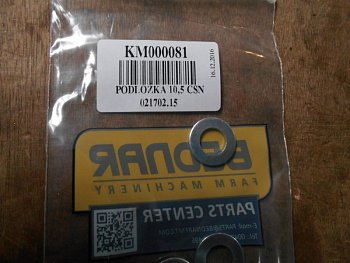 KM000081
16.12.2016
PODLOZKA 10,5 CSN
021702.15
BEDNAR
FARM MACHINERY
PARTS CENTER